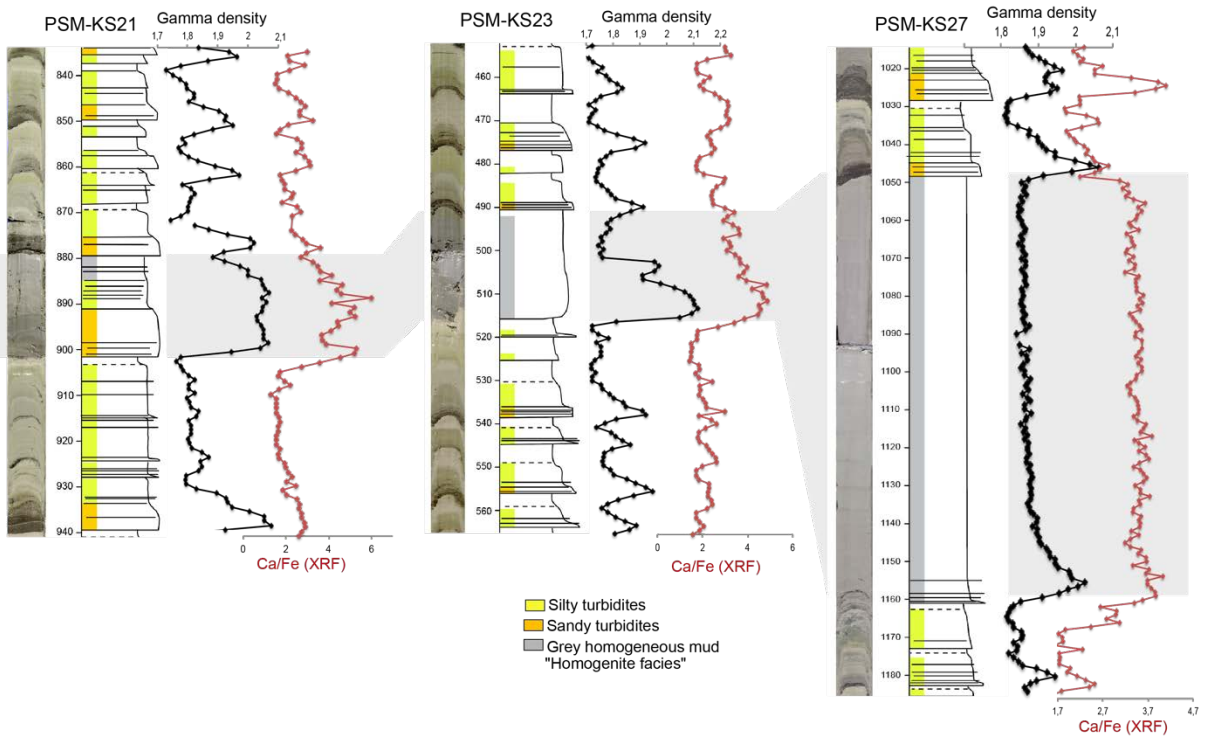 PSM-KS21
Gamma density
1,7 1,8 1,9 2 2,1
840
850
860
870
880
890
900
910
920
930
940
0 2 4 6
Ca/Fe (XRF)
PSM-KS23
Gamma density
1,7 1,8 1,9 2 2,1 2,2
460
470
480
490
500
510
520
530
540
550
560
0 2 4 6
Ca/Fe (XRF)
PSM-KS27
Gamma density
1,8 1,9 2 2,1
1020
1030
1040
1050
1060
1070
1080
1090
1100
1110
1120
1130
1140
1150
1160
1170
1180
1,7 2,7 3,7 4,7
Ca/Fe (XRF)
Silty turbidites
Sandy turbidites
Grey homogeneous mud
"Homogenite facies"